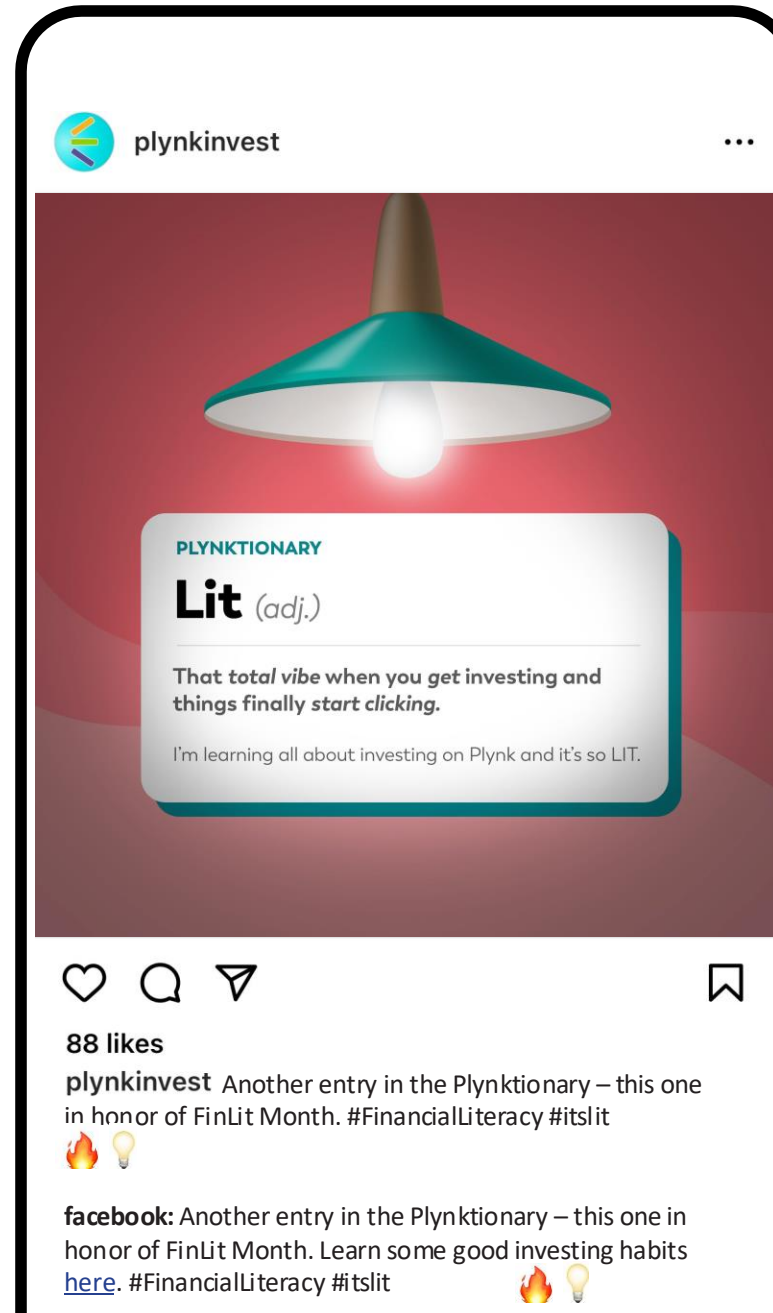 plynkinvest
PLYNKTIONARY
Lit (adj.)
That total vibe when you get investing and
things finally start clicking.
I'm learning all about investing on Plynk and it's so LIT.
88 likes
plynkinvest Another entry in the Plynktionary – this one
in honor of FinLit Month. #FinancialLiteracy #itslit
🔥💡
facebook: Another entry in the Plynktionary – this one in
honor of FinLit Month. Learn some good investing habits
here. #FinancialLiteracy #itslit 🔥💡